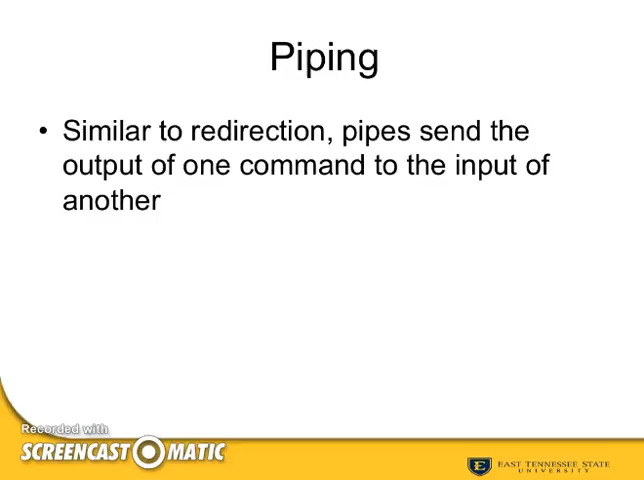 Piping
• Similar to redirection, pipes send the
output of one command to the input of
another
Recorded with
SCREENCAST MATIC
E
EAST TENNESSEE STATE
UNIVERSITY